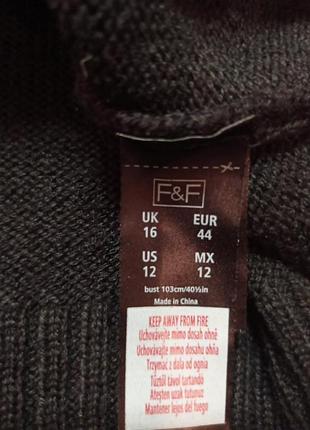 F&F
UK EUR
16 44
US MX
12 12
bust 103cm/40½in
Made in China
KEEP AWAY FROM FIRE
Uchovávejte mimo dosah ohně
Uchovávajte mimo dosahu ohňa
Trzymac z dala od ognia
Tűztől távol tartandó
Ateşten uzak tutunuz
Mantener lejos del fuego